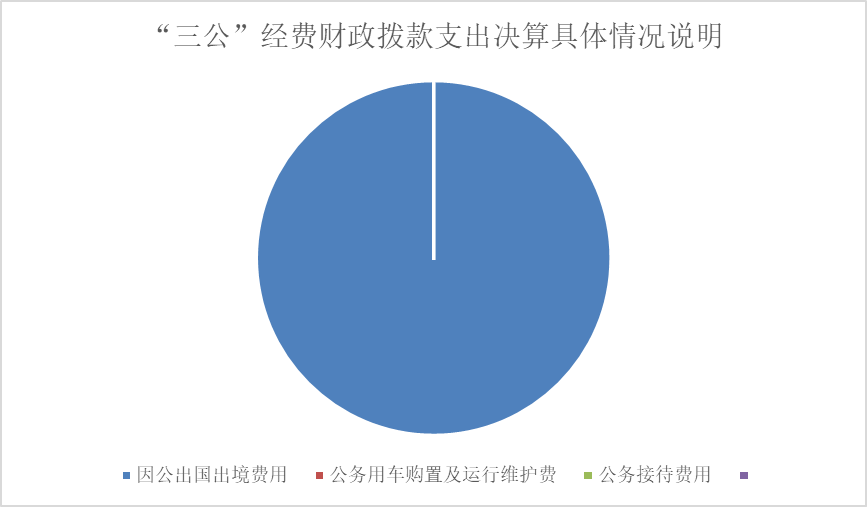 “三公”经费财政拨款支出决算具体情况说明
因公出国出境费用 公务用车购置及运行维护费 公务接待费用